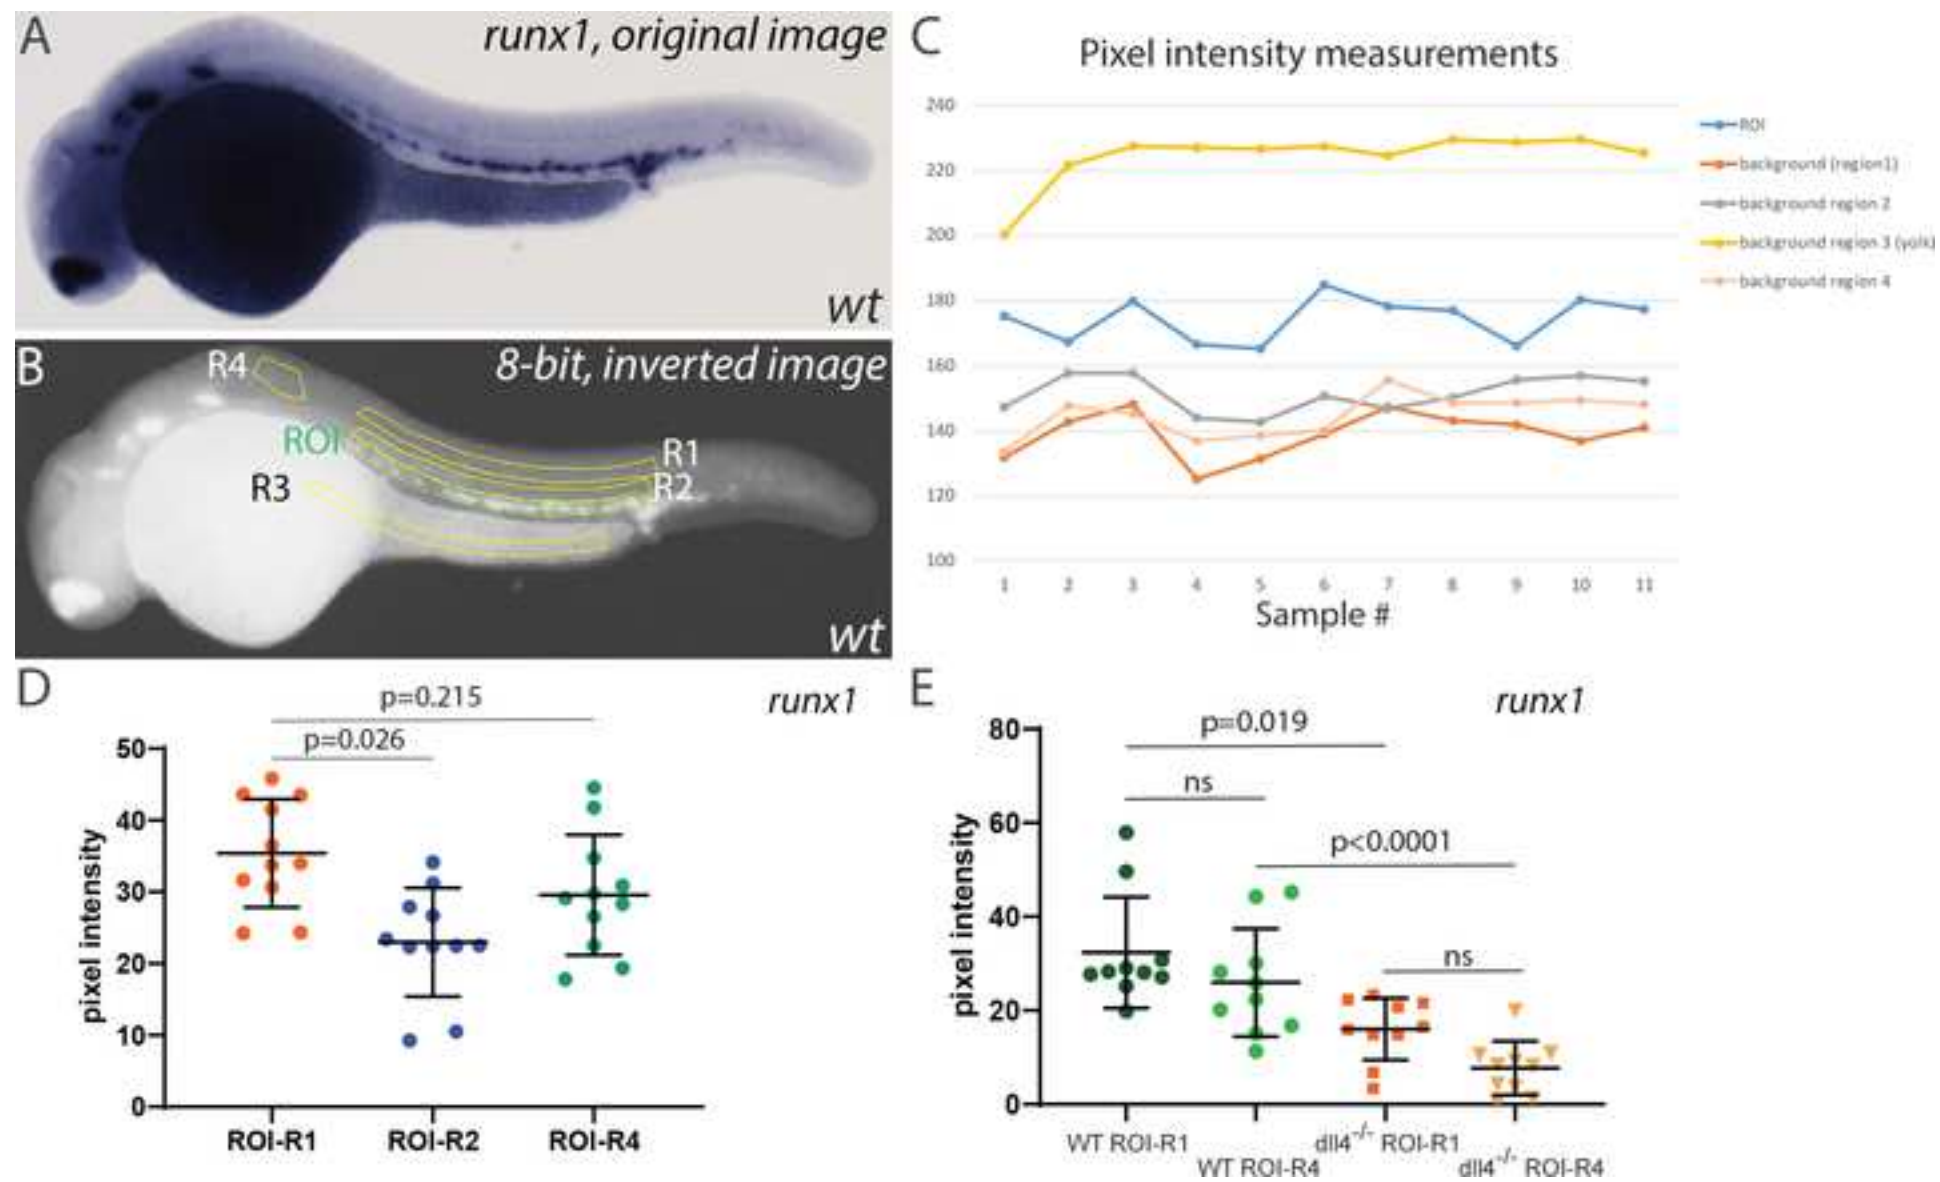 A
runx1, original image
wt
B
8-bit, inverted image
R4
ROI
R1
R3
R2
wt
C
Pixel intensity measurements
240
220
200
180
160
140
120
100
1 2 3 4 5 6 7 8 9 10 11
Sample #
ROI
background (region1)
background region 2
background region 3 (yolk)
background region 4
D
runx1
p=0.215
p=0.026
pixel intensity
50
40
30
20
10
0
ROI-R1 ROI-R2 ROI-R4
E
runx1
p=0.019
ns
p<0.0001
ns
pixel intensity
80
60
40
20
0
WT ROI-R1
WT ROI-R4
dll4-/- ROI-R1
dll4-/- ROI-R4